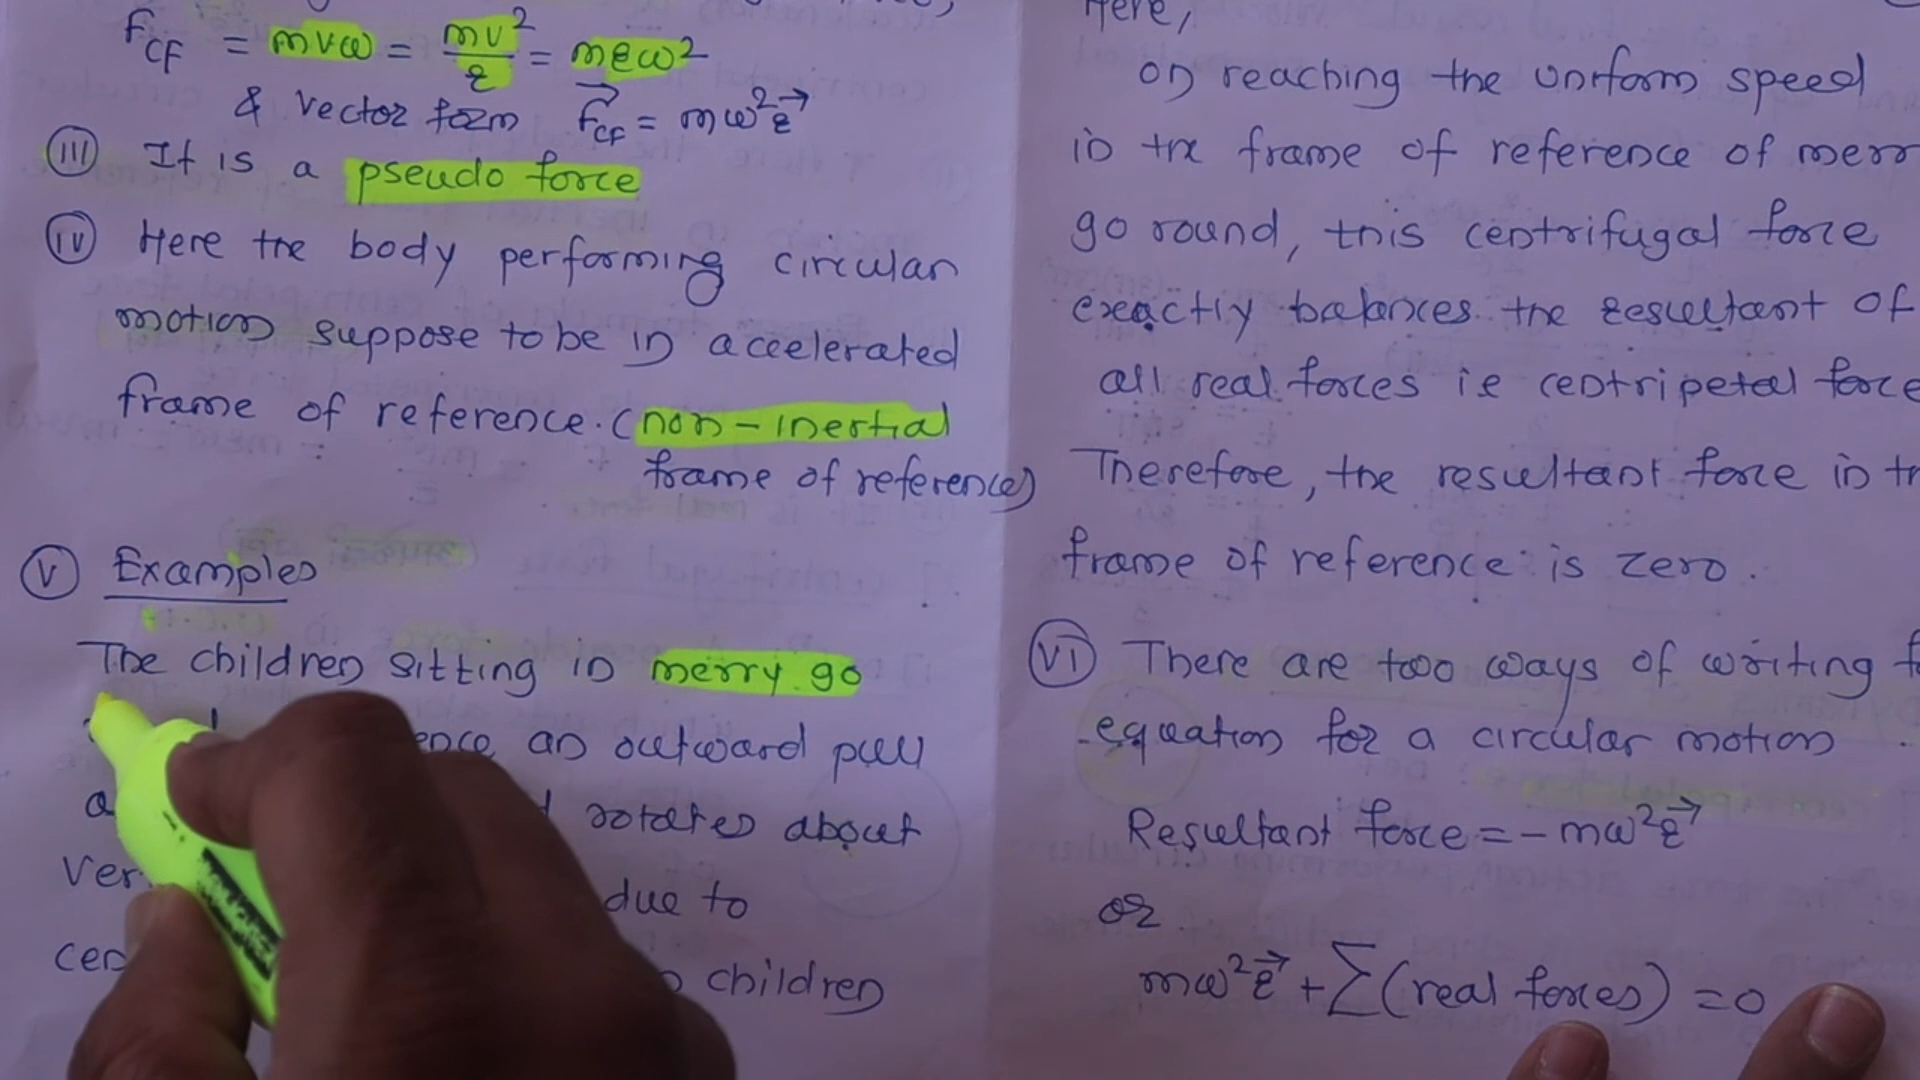 F_CF = mvω = mv²/r = mrω²
& vector form F⃗_CF = mω²r⃗
(III) It is a pseudo force
(IV) Here the body performing circular
motion suppose to be in accelerated
frame of reference. (non-inertial
frame of reference)
(V) Examples
The children sitting in merry go
an outward pull
rotates about
due to
children
Here,
on reaching the uniform speed
in the frame of reference of merr
go round, this centrifugal force
exactly balances the resultant of
all real forces ie centripetal force
Therefore, the resultant force in
frame of reference is zero.
(VI) There are two ways of writing
equation for a circular motion
Resultant force = - mω²r⃗
or
mω²r⃗ + Σ(real forces) = 0